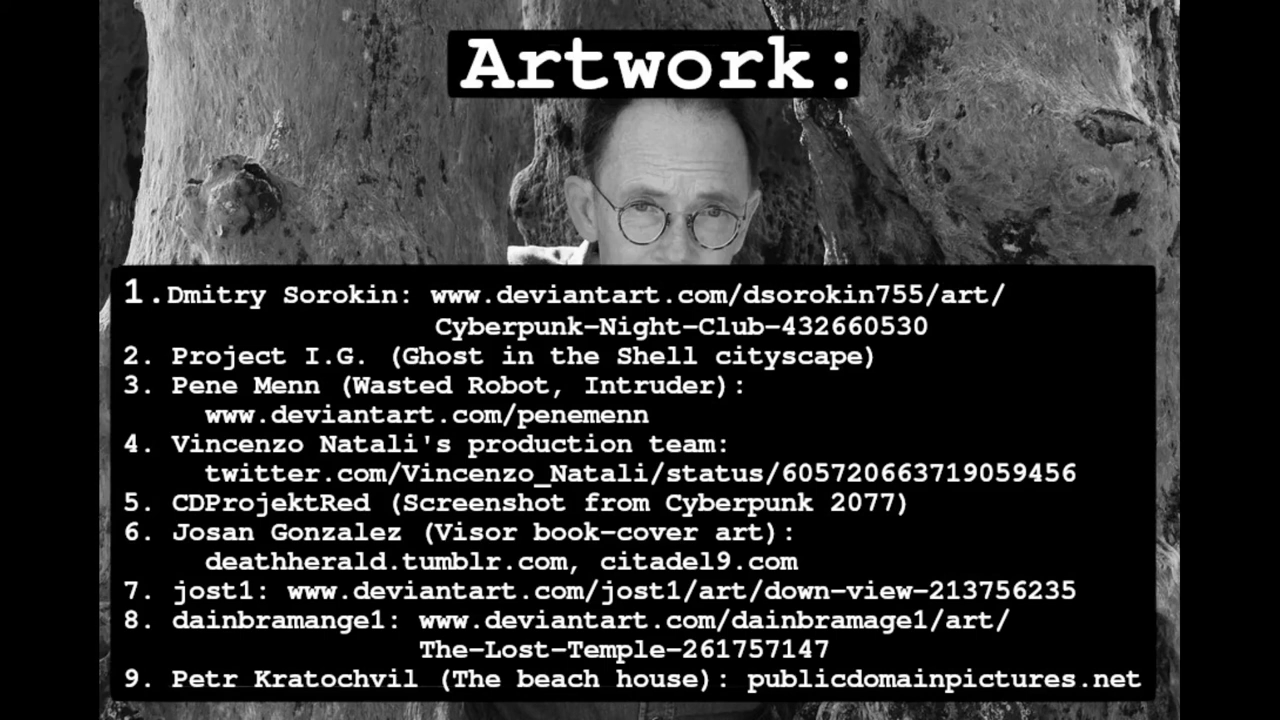 Artwork:
1.Dmitry Sorokin: www.deviantart.com/dsorokin755/art/
Cyberpunk-Night-Club-432660530
2. Project I.G. (Ghost in the Shell cityscape)
3. Pene Menn (Wasted Robot, Intruder):
www.deviantart.com/penemenn
4. Vincenzo Natali's production team:
twitter.com/Vincenzo_Natali/status/605720663719059456
5. CDProjektRed (Screenshot from Cyberpunk 2077)
6. Josan Gonzalez (Visor book-cover art):
deathherald.tumblr.com, citadel9.com
7. jost1: www.deviantart.com/jost1/art/down-view-213756235
8. dainbramange1: www.deviantart.com/dainbramage1/art/
The-Lost-Temple-261757147
9. Petr Kratochvil (The beach house): publicdomainpictures.net